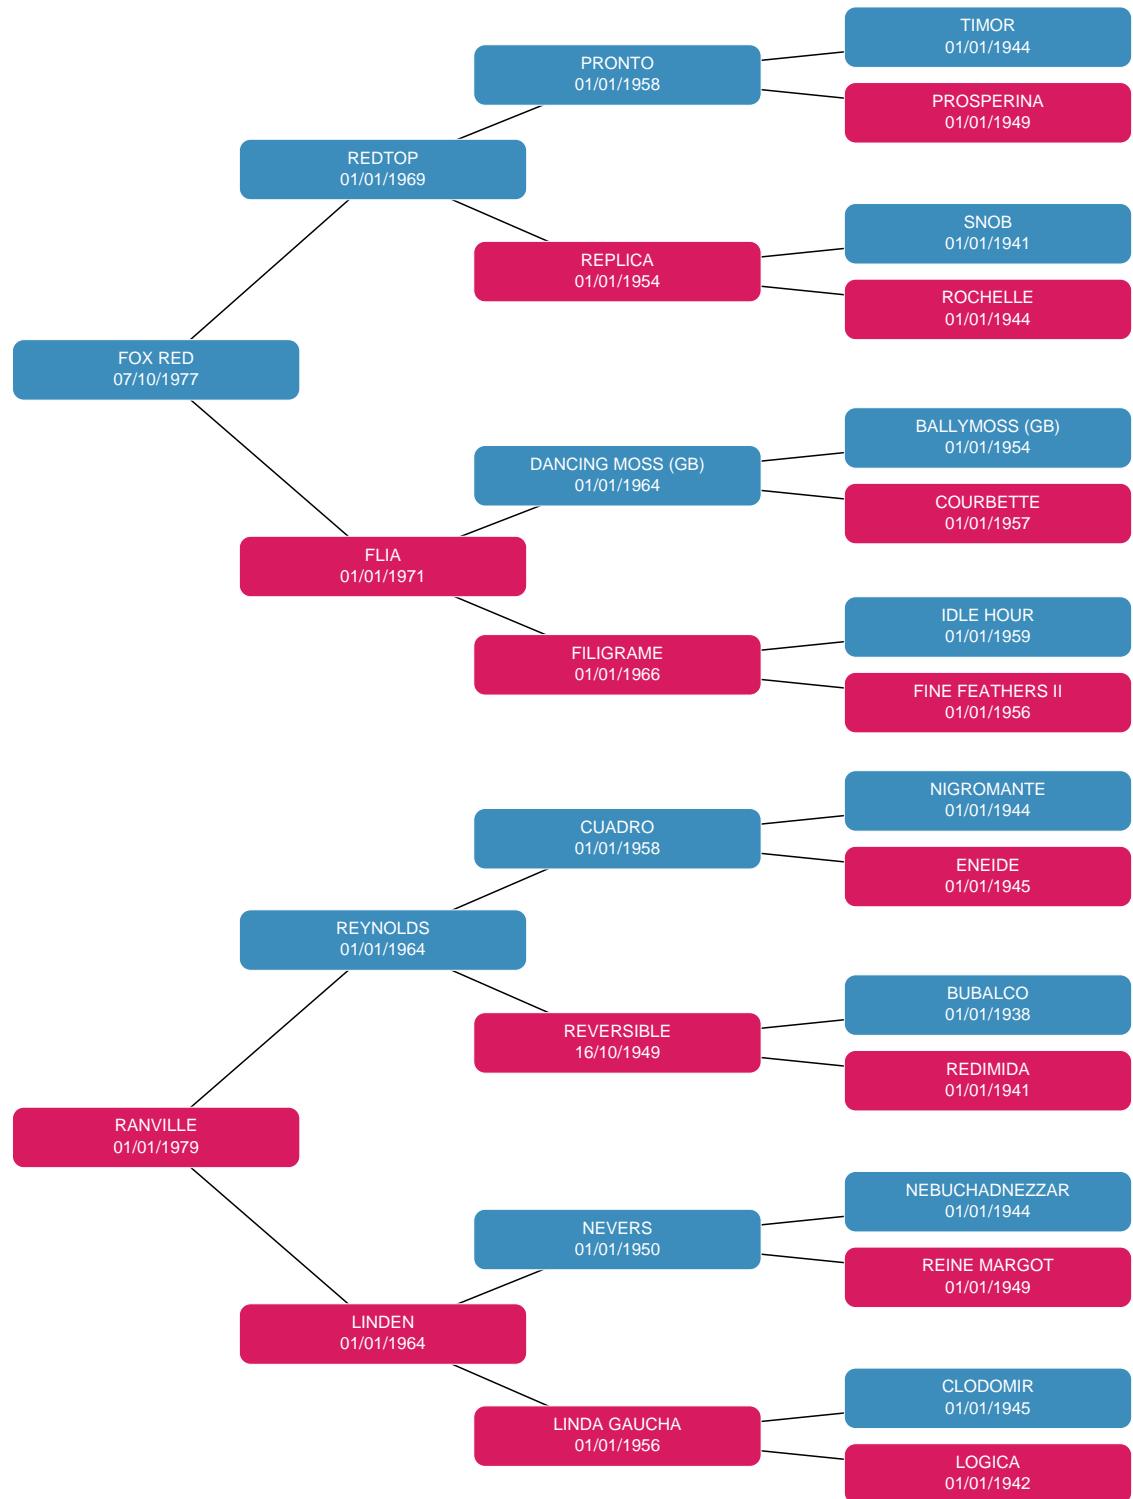 TIMOR
01/01/1944
PRONTO
01/01/1958
PROSPERINA
01/01/1949
REDTOP
01/01/1969
SNOB
01/01/1941
REPLICA
01/01/1954
ROCHELLE
01/01/1944
FOX RED
07/10/1977
BALLYMOSS (GB)
01/01/1954
DANCING MOSS (GB)
01/01/1964
COURBETTE
01/01/1957
FLIA
01/01/1971
IDLE HOUR
01/01/1959
FILIGRAME
01/01/1966
FINE FEATHERS II
01/01/1956
NIGROMANTE
01/01/1944
CUADRO
01/01/1958
ENEIDE
01/01/1945
REYNOLDS
01/01/1964
BUBALCO
01/01/1938
REVERSIBLE
16/10/1949
REDIMIDA
01/01/1941
RANVILLE
01/01/1979
NEBUCHADNEZZAR
01/01/1944
NEVERS
01/01/1950
REINE MARGOT
01/01/1949
LINDEN
01/01/1964
CLODOMIR
01/01/1945
LINDA GAUCHA
01/01/1956
LOGICA
01/01/1942